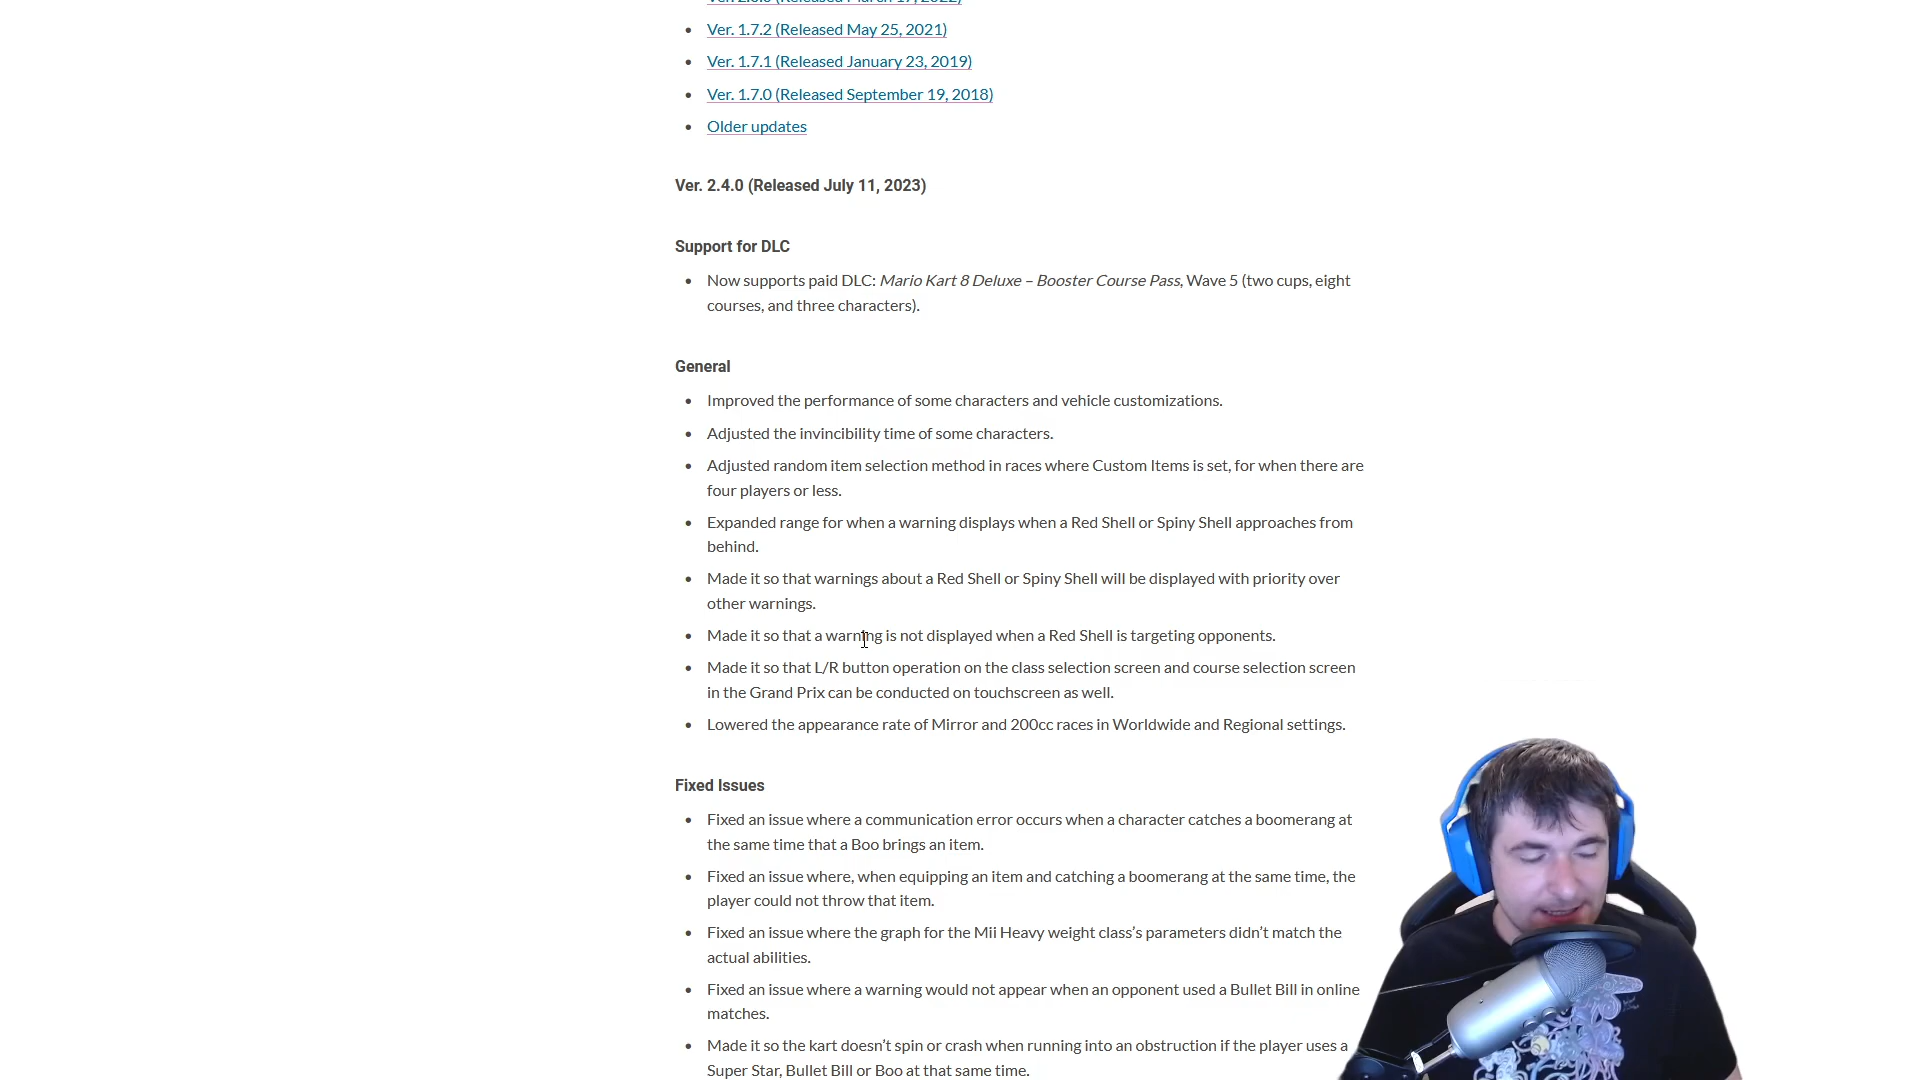 Ver. 2.0.0 (Released March 17, 2022)
Ver. 1.7.2 (Released May 25, 2021)
Ver. 1.7.1 (Released January 23, 2019)
Ver. 1.7.0 (Released September 19, 2018)
Older updates
Ver. 2.4.0 (Released July 11, 2023)
Support for DLC
Now supports paid DLC: Mario Kart 8 Deluxe – Booster Course Pass, Wave 5 (two cups, eight
courses, and three characters).
General
Improved the performance of some characters and vehicle customizations.
Adjusted the invincibility time of some characters.
Adjusted random item selection method in races where Custom Items is set, for when there are
four players or less.
Expanded range for when a warning displays when a Red Shell or Spiny Shell approaches from
behind.
Made it so that warnings about a Red Shell or Spiny Shell will be displayed with priority over
other warnings.
Made it so that a warning is not displayed when a Red Shell is targeting opponents.
Made it so that L/R button operation on the class selection screen and course selection screen
in the Grand Prix can be conducted on touchscreen as well.
Lowered the appearance rate of Mirror and 200cc races in Worldwide and Regional settings.
Fixed Issues
Fixed an issue where a communication error occurs when a character catches a boomerang at
the same time that a Boo brings an item.
Fixed an issue where, when equipping an item and catching a boomerang at the same time, the
player could not throw that item.
Fixed an issue where the graph for the Mii Heavy weight class’s parameters didn’t match the
actual abilities.
Fixed an issue where a warning would not appear when an opponent used a Bullet Bill in online
matches.
Made it so the kart doesn’t spin or crash when running into an obstruction if the player uses a
Super Star, Bullet Bill or Boo at that same time.